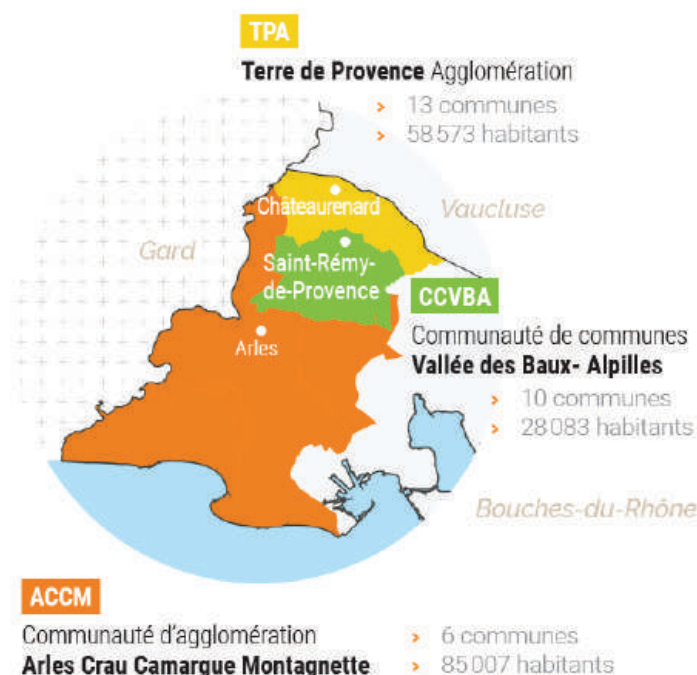 TPA
Terre de Provence Agglomération
› 13 communes
› 58 573 habitants
Châteaurenard
Vaucluse
Gard
Saint-Rémy-
de-Provence
CCVBA
Arles
Communauté de communes
Vallée des Baux- Alpilles
› 10 communes
› 28 083 habitants
Bouches-du-Rhône
ACCM
Communauté d'agglomération
Arles Crau Camargue Montagnette
› 6 communes
› 85 007 habitants